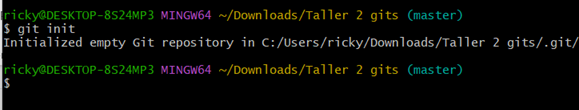 ricky@DESKTOP-8S24MP3 MINGW64 ~/Downloads/Taller 2 gits (master)
$ git init
Initialized empty Git repository in C:/Users/ricky/Downloads/Taller 2 gits/.git/
ricky@DESKTOP-8S24MP3 MINGW64 ~/Downloads/Taller 2 gits (master)
$